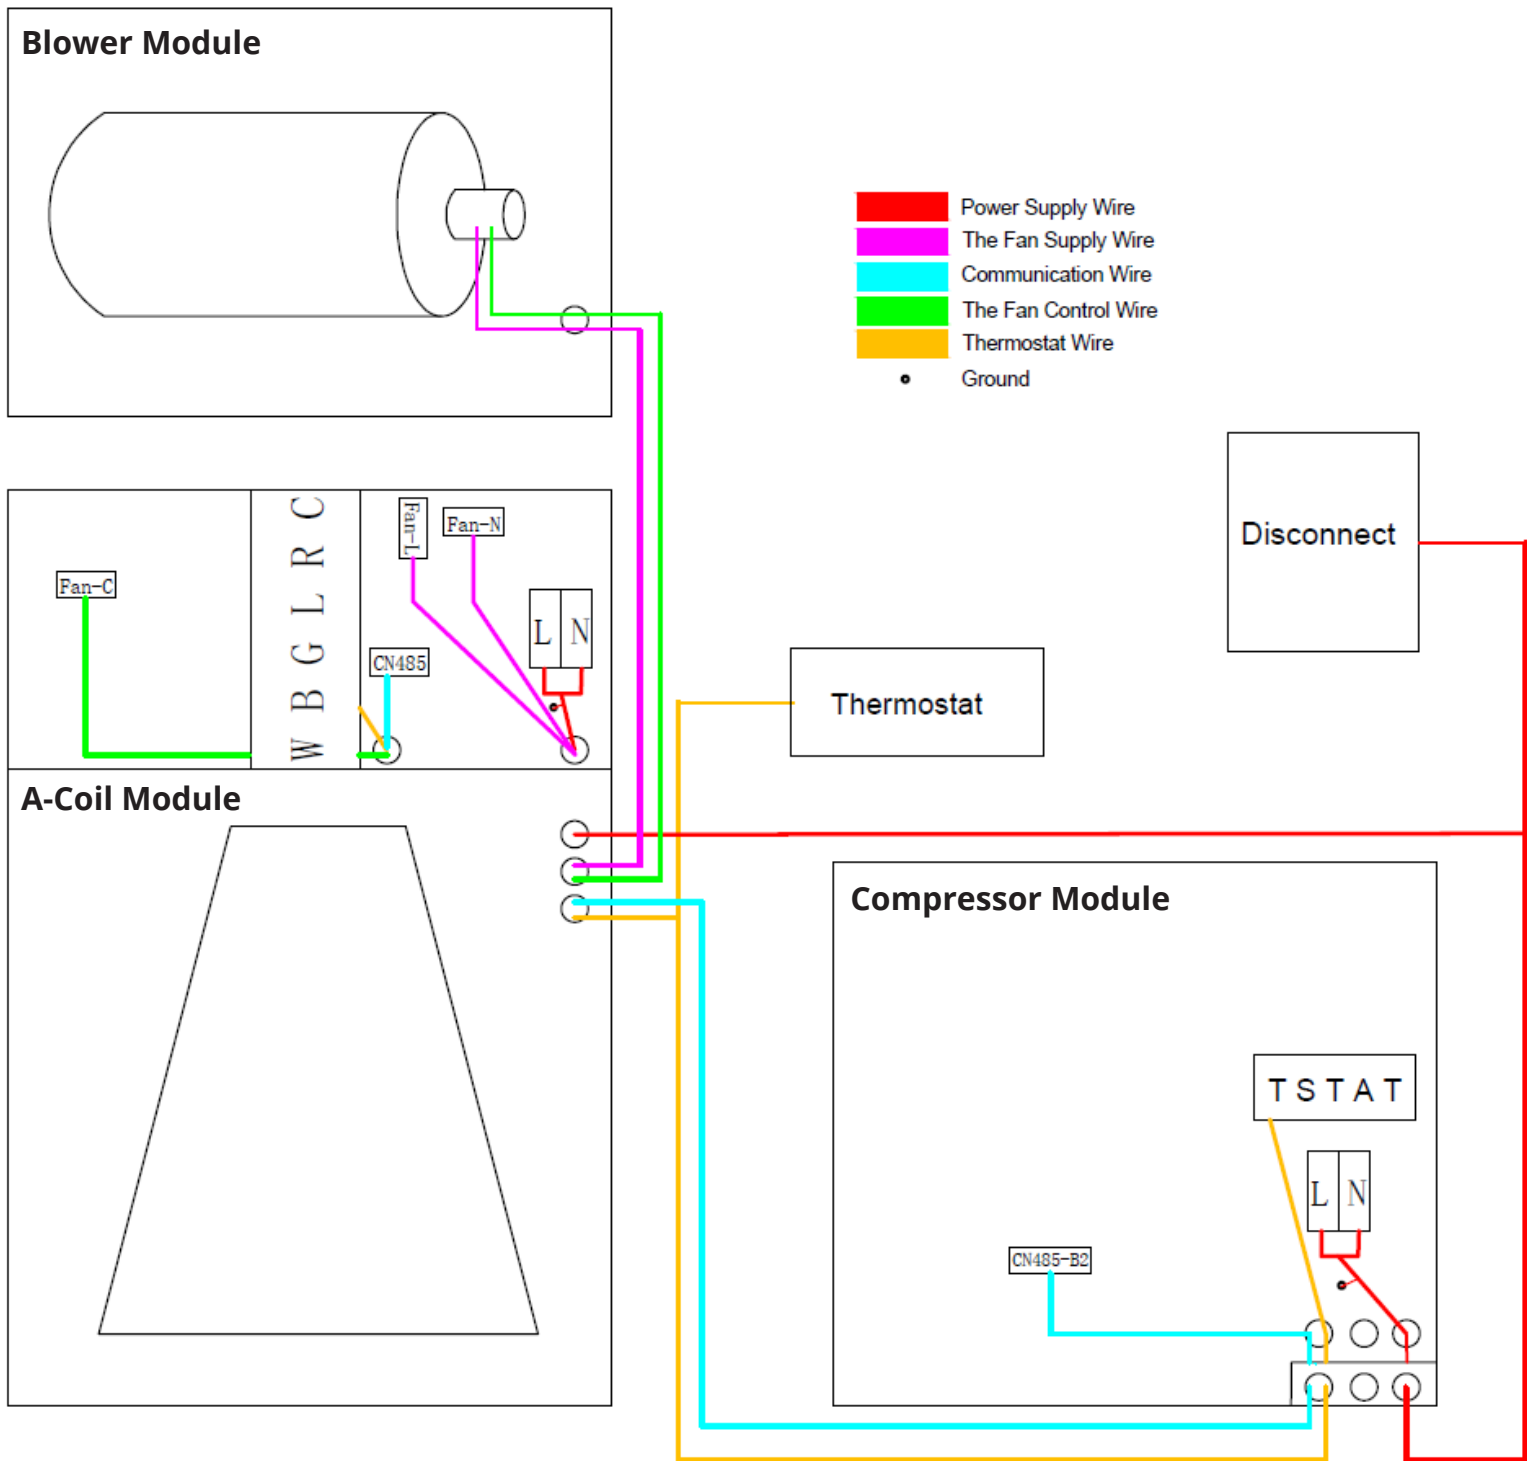 Blower Module
Power Supply Wire
The Fan Supply Wire
Communication Wire
The Fan Control Wire
Thermostat Wire
Ground
Disconnect
Fan-C
W B G L R C
Fan-L
Fan-N
CN485
L N
Thermostat
A-Coil Module
Compressor Module
TSTAT
L N
CN485-B2